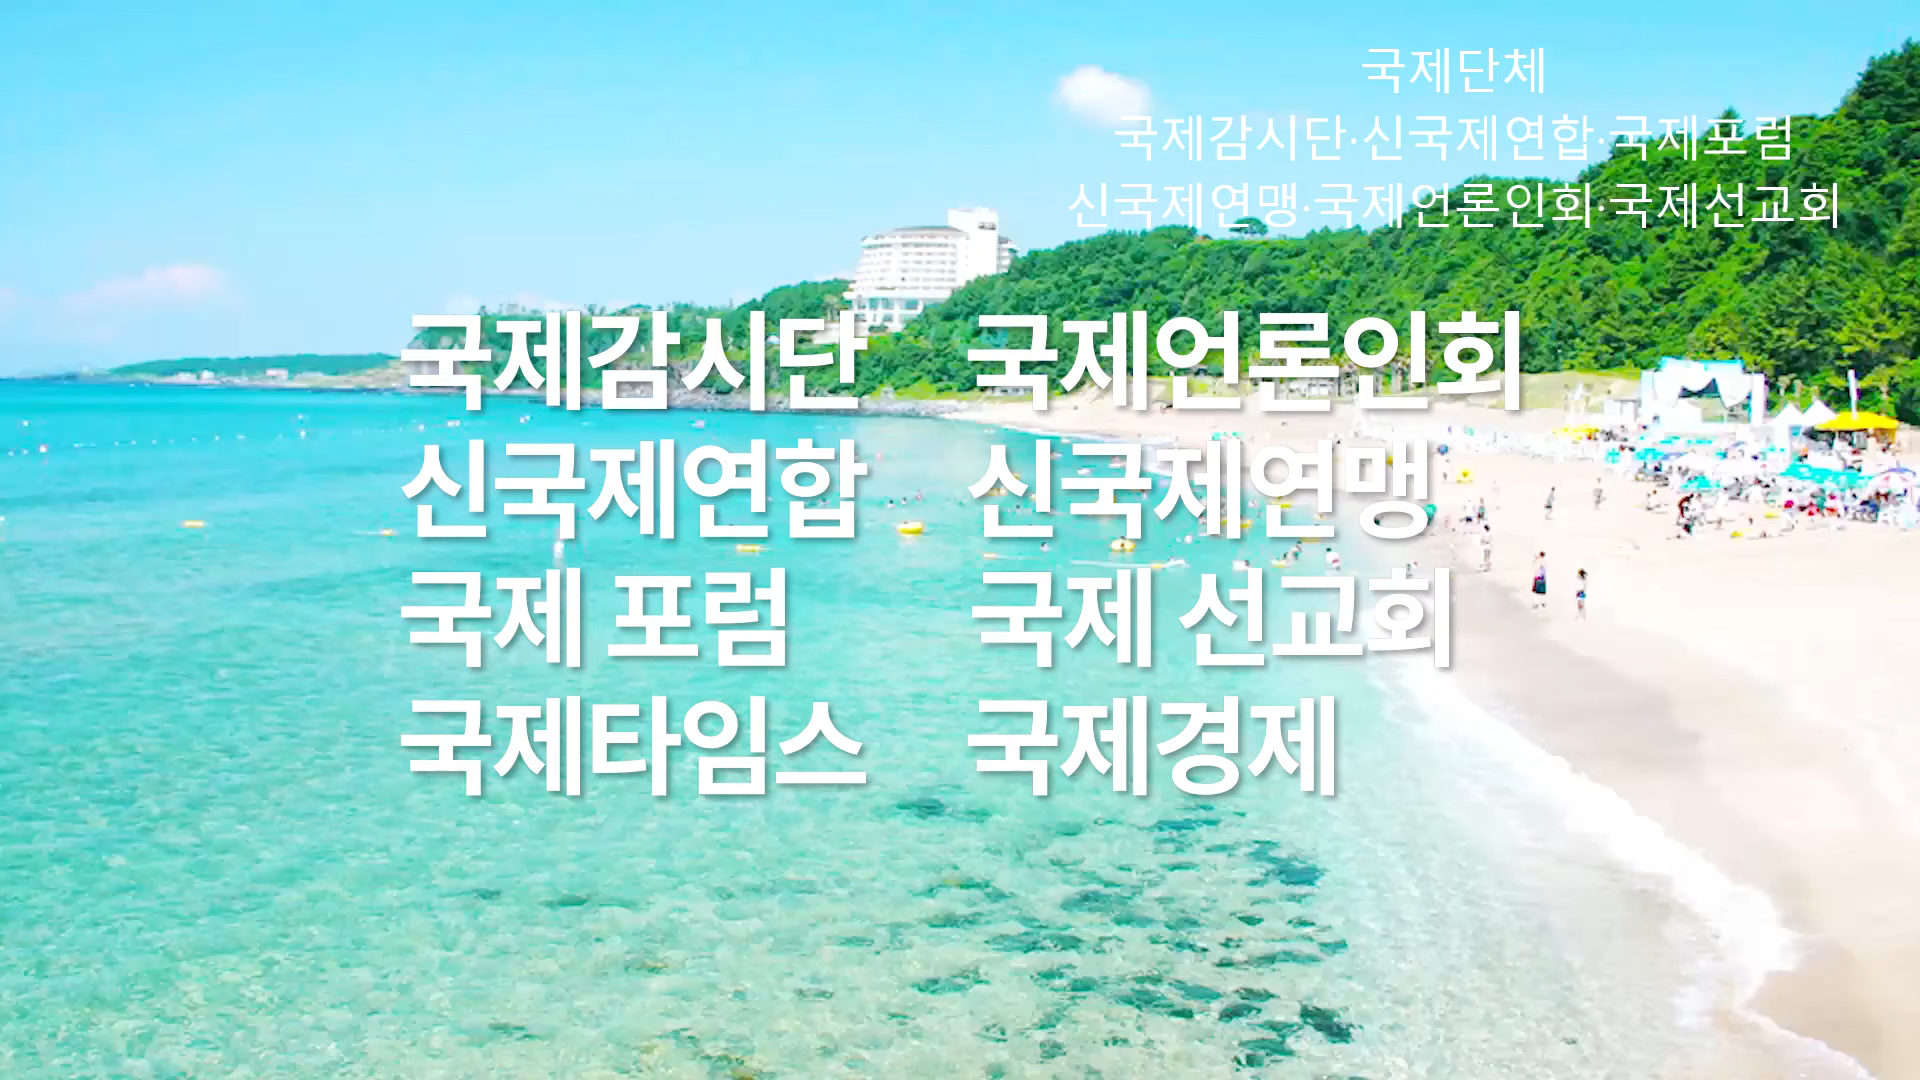 국제단체
국제감시단·신국제연합·국제포럼
신국제연맹·국제언론인회·국제선교회
국제감시단 국제언론인회
신국제연합 신국제연맹
국제 포럼 국제 선교회
국제타임스 국제경제